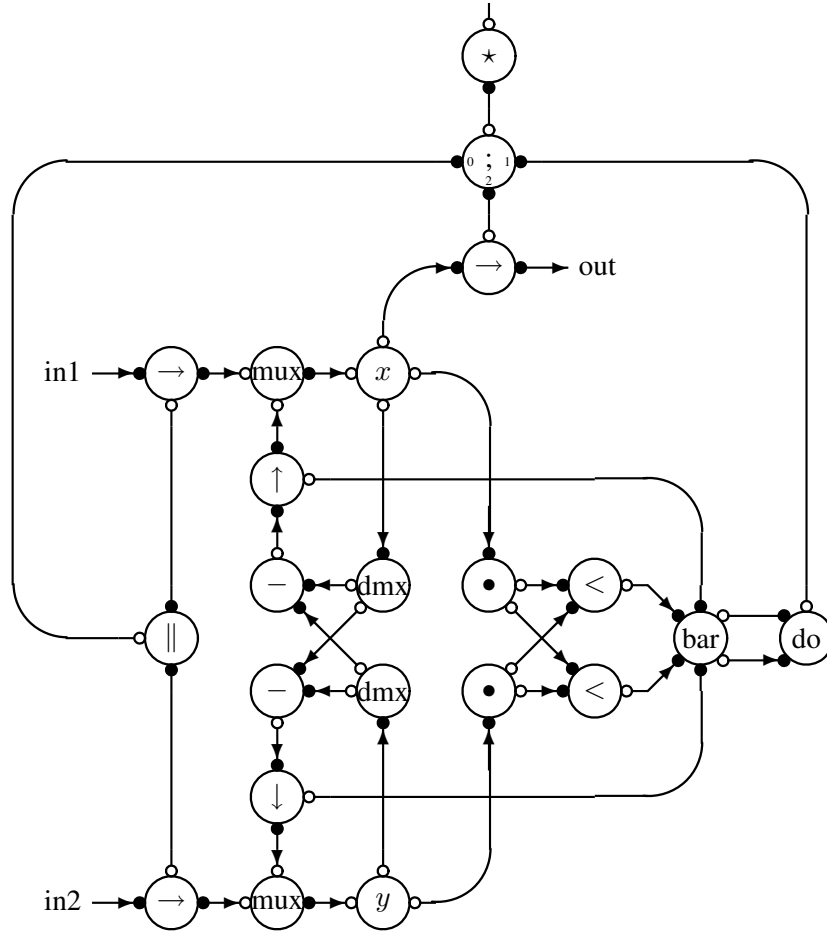 ⋆
0 ; 1
2
→ out
in1 → mux x
↑
− dmx • <
∥ bar do
− dmx • <
↓
in2 → mux y